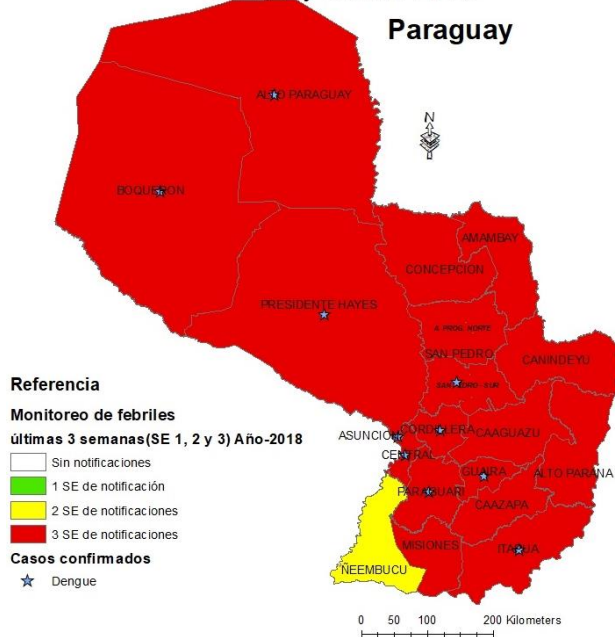 Paraguay
ALTO PARAGUAY
N
BOQUERON
AMAMBAY
CONCEPCION
PRESIDENTE HAYES
SAN PEDRO
CANINDEYU
Referencia
Monitoreo de febriles
últimas 3 semanas(SE 1, 2 y 3) Año-2018
Sin notificaciones
1 SE de notificación
2 SE de notificaciones
3 SE de notificaciones
Casos confirmados
Dengue
ASUNCION
CORDILLERA
CAAGUAZU
CENTRAL
GUAIRA
ALTO PARANA
PARAGUARI
CAAZAPA
MISIONES
ITAPUA
ÑEEMBUCU
0 50 100 200 Kilometers